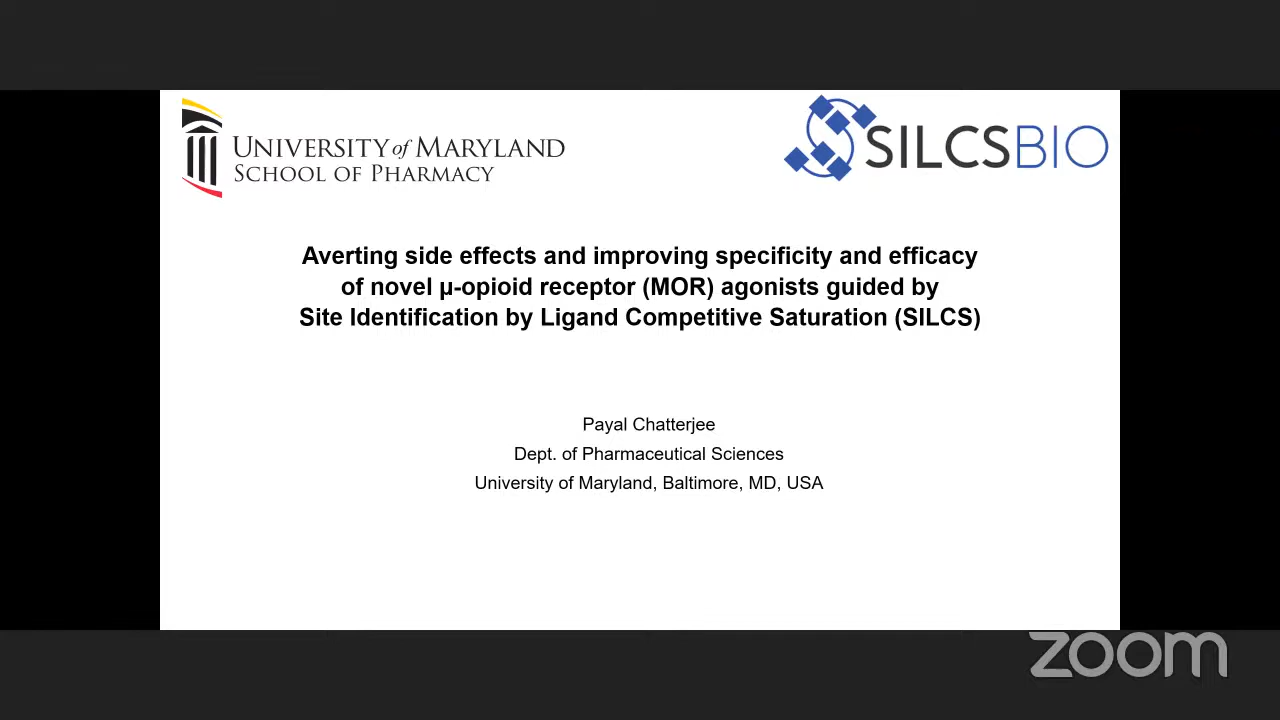 UNIVERSITY of MARYLAND
SCHOOL OF PHARMACY
SILCSBIO
Averting side effects and improving specificity and efficacy
of novel μ-opioid receptor (MOR) agonists guided by
Site Identification by Ligand Competitive Saturation (SILCS)
Payal Chatterjee
Dept. of Pharmaceutical Sciences
University of Maryland, Baltimore, MD, USA
zoom